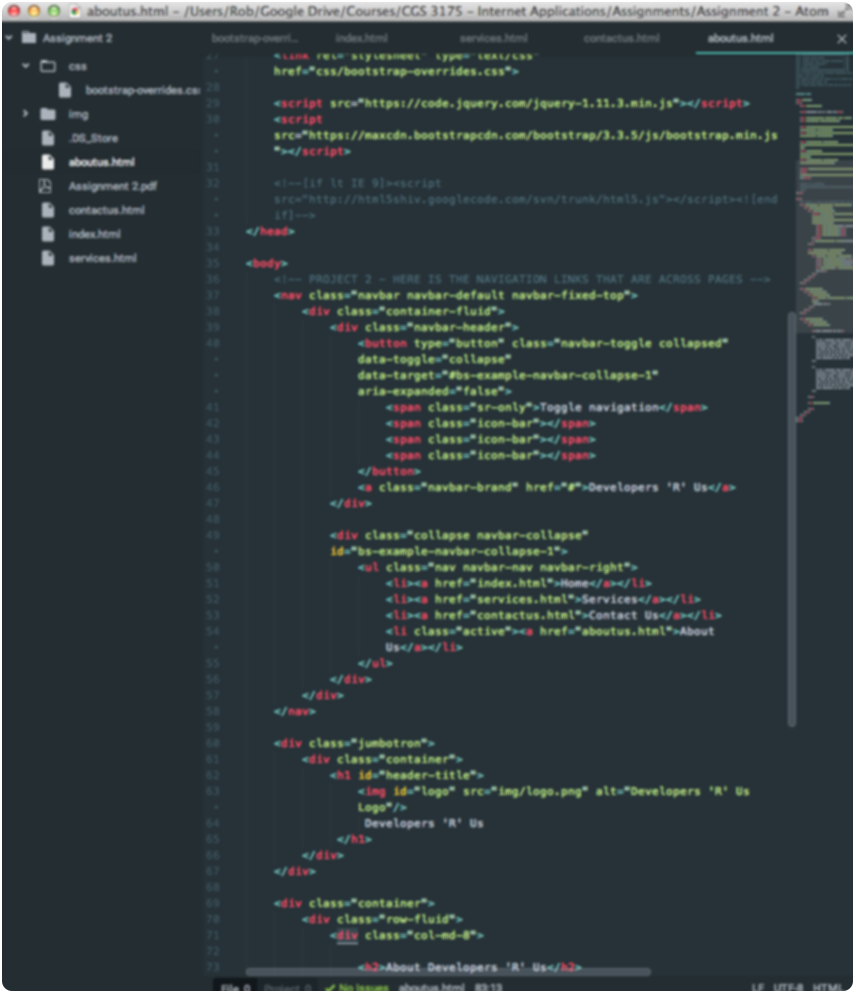 aboutus.html – /Users/Rob/Google Drive/Courses/CGS 3175 – Internet Applications/Assignments/Assignment 2 – Atom
Assignment 2
css
bootstrap-overrides.css
img
.DS_Store
aboutus.html
Assignment 2.pdf
contactus.html
index.html
services.html
bootstrap-overri... index.html services.html contactus.html aboutus.html
27 <link rel="stylesheet" type="text/css"
href="css/bootstrap-overrides.css">
28
29 <script src="https://code.jquery.com/jquery-1.11.3.min.js"></script>
30 <script
src="https://maxcdn.bootstrapcdn.com/bootstrap/3.3.5/js/bootstrap.min.js
"></script>
31
32 <!--[if lt IE 9]><script
src="http://html5shiv.googlecode.com/svn/trunk/html5.js"></script><![end
if]-->
33 </head>
34
35 <body>
36 <!-- PROJECT 2 – HERE IS THE NAVIGATION LINKS THAT ARE ACROSS PAGES -->
37 <nav class="navbar navbar-default navbar-fixed-top">
38 <div class="container-fluid">
39 <div class="navbar-header">
40 <button type="button" class="navbar-toggle collapsed"
data-toggle="collapse"
data-target="#bs-example-navbar-collapse-1"
aria-expanded="false">
41 <span class="sr-only">Toggle navigation</span>
42 <span class="icon-bar"></span>
43 <span class="icon-bar"></span>
44 <span class="icon-bar"></span>
45 </button>
46 <a class="navbar-brand" href="#">Developers 'R' Us</a>
47 </div>
48
49 <div class="collapse navbar-collapse"
id="bs-example-navbar-collapse-1">
50 <ul class="nav navbar-nav navbar-right">
51 <li><a href="index.html">Home</a></li>
52 <li><a href="services.html">Services</a></li>
53 <li><a href="contactus.html">Contact Us</a></li>
54 <li class="active"><a href="aboutus.html">About
Us</a></li>
55 </ul>
56 </div>
57 </div>
58 </nav>
59
60 <div class="jumbotron">
61 <div class="container">
62 <h1 id="header-title">
63 <img id="logo" src="img/logo.png" alt="Developers 'R' Us
Logo"/>
64 Developers 'R' Us
65 </h1>
66 </div>
67 </div>
68
69 <div class="container">
70 <div class="row-fluid">
71 <div class="col-md-8">
72
73 <h2>About Developers 'R' Us</h2>
File 0 Project 0 No Issues aboutus.html 83:13 LF UTF-8 HTML